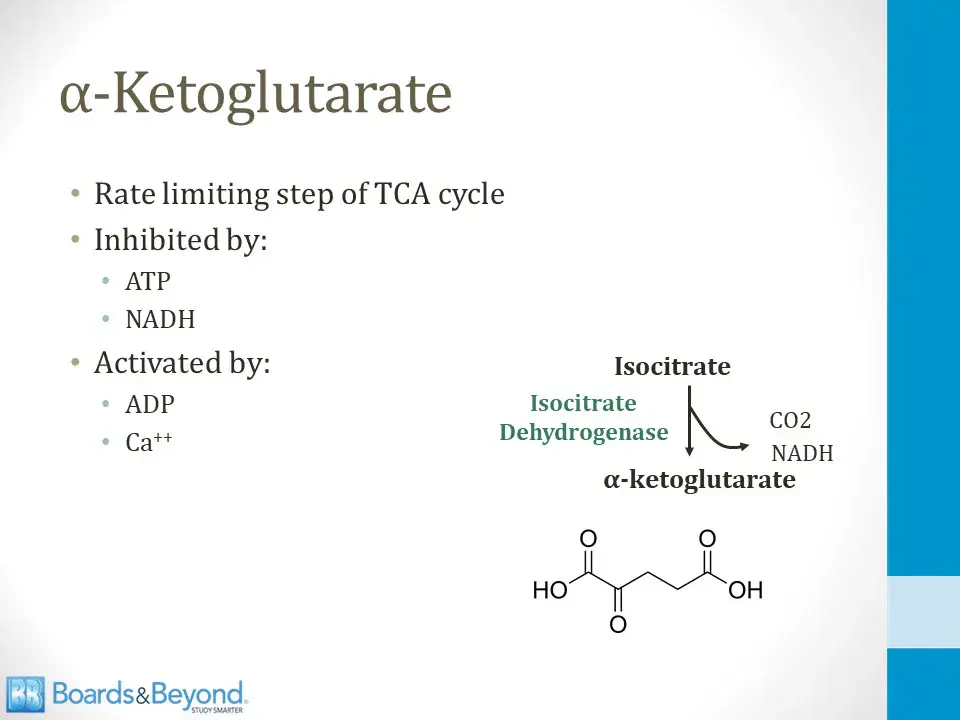 α-Ketoglutarate
• Rate limiting step of TCA cycle
• Inhibited by:
• ATP
• NADH
• Activated by:
• ADP
• Ca⁺⁺
Isocitrate
Isocitrate
Dehydrogenase
CO2
NADH
α-ketoglutarate
O O
HO OH
O
BB Boards&Beyond.
STUDY SMARTER